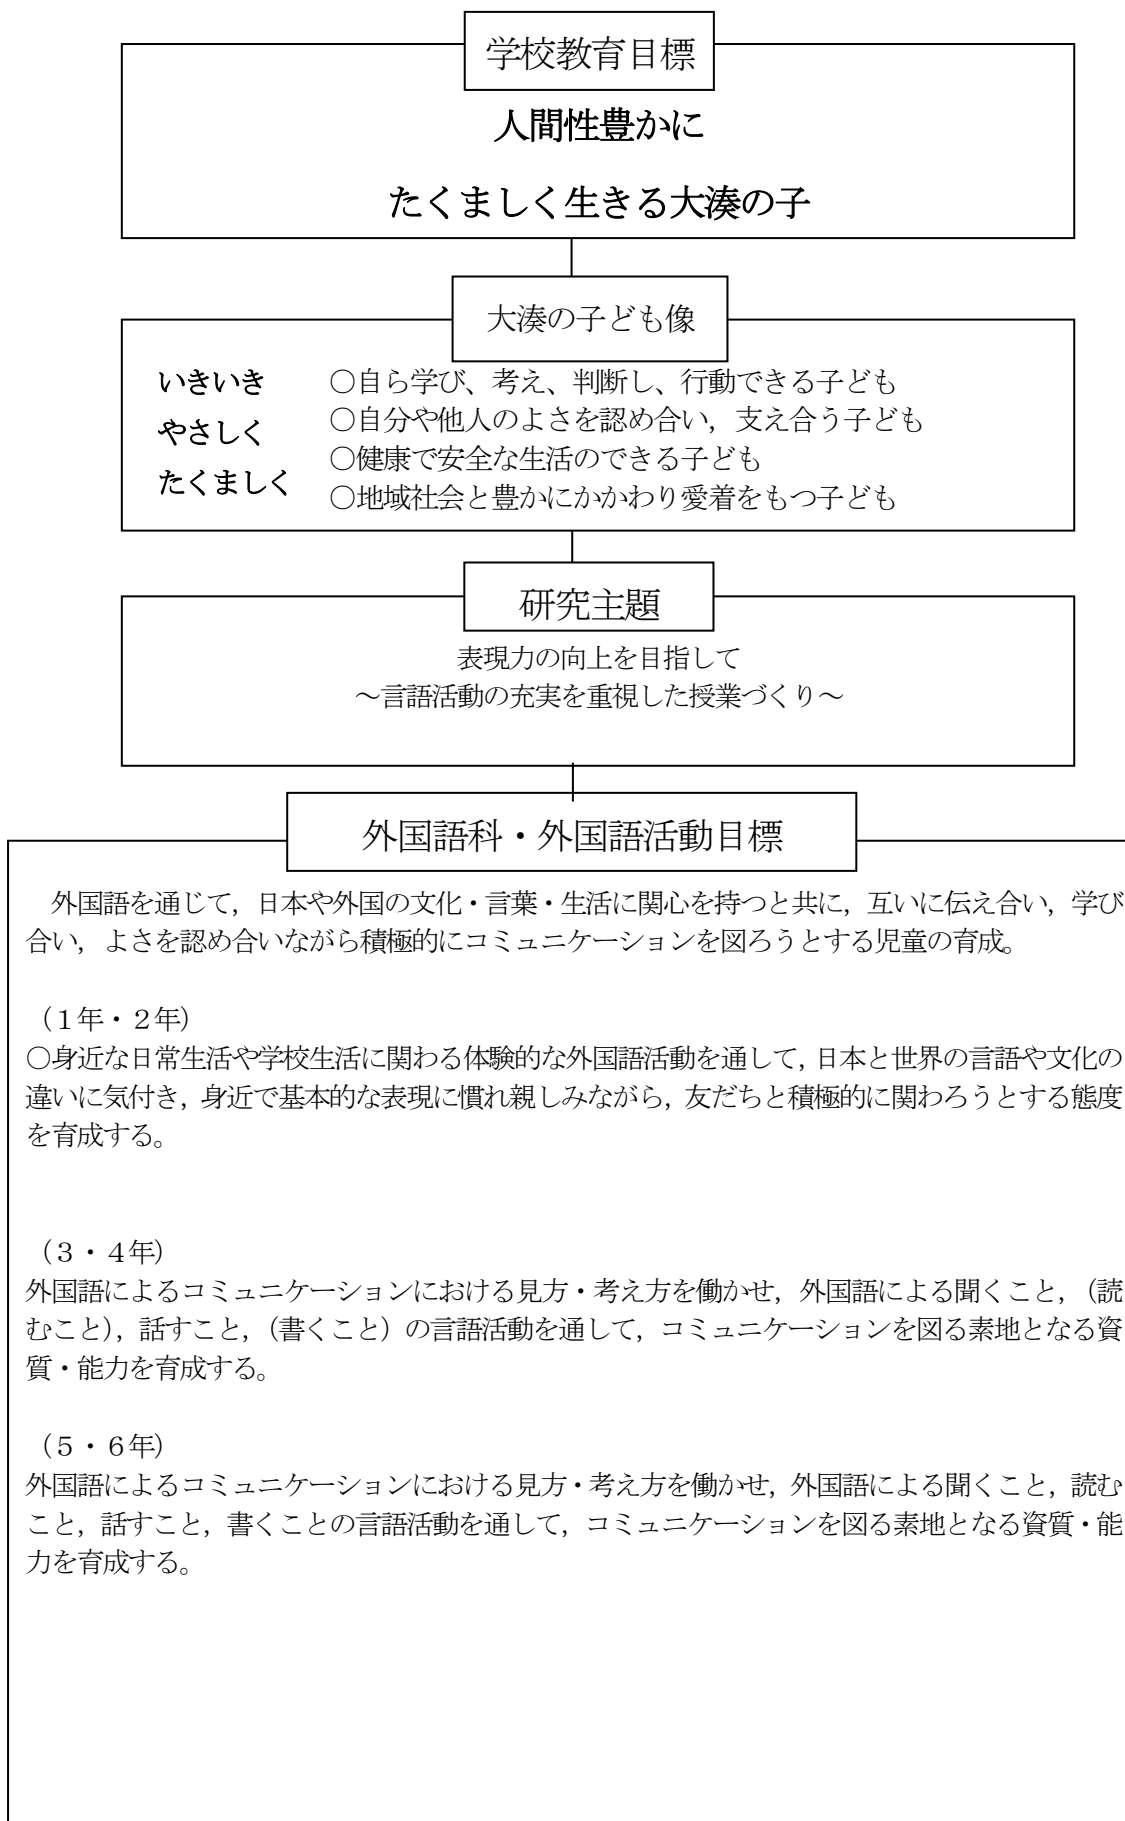 学校教育目標
人間性豊かに
たくましく生きる大湊の子
大湊の子ども像
いきいき
やさしく
たくましく
○自ら学び、考え、判断し、行動できる子ども
○自分や他人のよさを認め合い，支え合う子ども
○健康で安全な生活のできる子ども
○地域社会と豊かにかかわり愛着をもつ子ども
研究主題
表現力の向上を目指して
～言語活動の充実を重視した授業づくり～
外国語科・外国語活動目標
外国語を通じて，日本や外国の文化・言葉・生活に関心を持つと共に，互いに伝え合い，学び
合い，よさを認め合いながら積極的にコミュニケーションを図ろうとする児童の育成。
（１年・２年）
○身近な日常生活や学校生活に関わる体験的な外国語活動を通して，日本と世界の言語や文化の
違いに気付き，身近で基本的な表現に慣れ親しみながら，友だちと積極的に関わろうとする態度
を育成する。
（３・４年）
外国語によるコミュニケーションにおける見方・考え方を働かせ，外国語による聞くこと，（読
むこと），話すこと，（書くこと）の言語活動を通して，コミュニケーションを図る素地となる資
質・能力を育成する。
（５・６年）
外国語によるコミュニケーションにおける見方・考え方を働かせ，外国語による聞くこと，読む
こと，話すこと，書くことの言語活動を通して，コミュニケーションを図る素地となる資質・能
力を育成する。